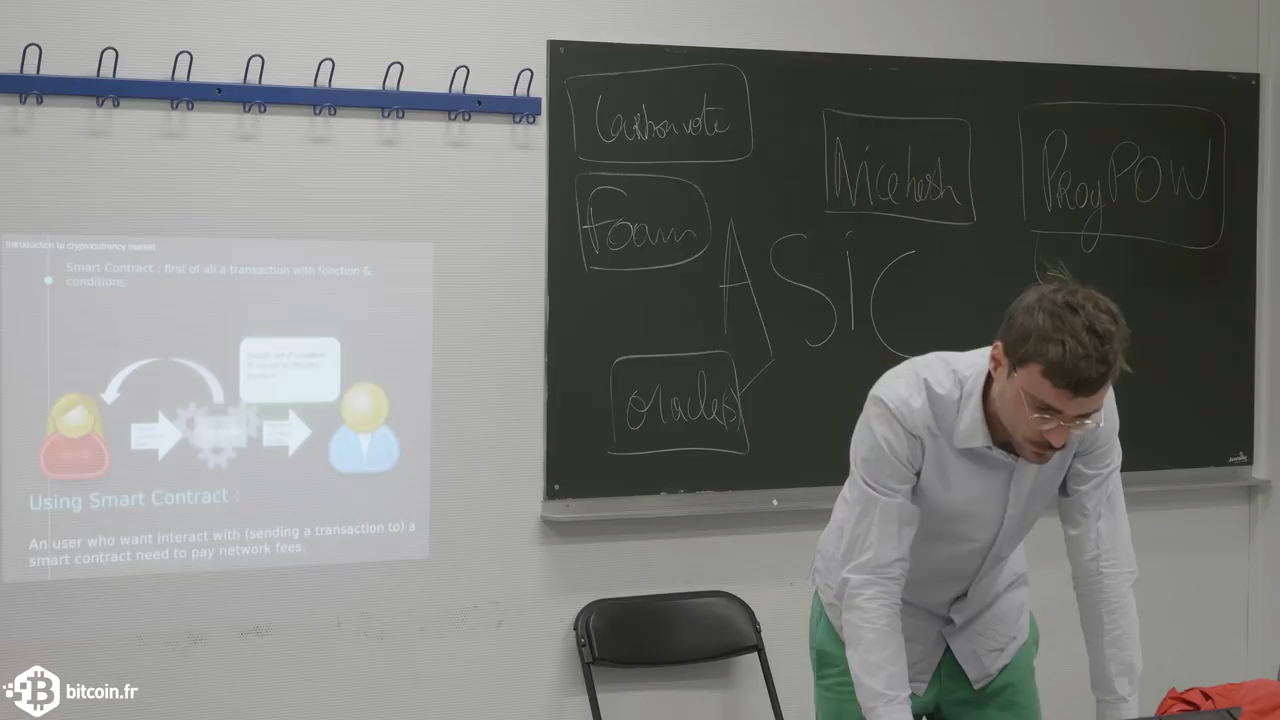 Carbonvote
Nicehash
ProgPOW
Foam
ASIC
oracle(s)
Introduction to cryptocurrency market
Smart Contract : first of all a transaction with fonction &
conditions
Using Smart Contract :
An user who want interact with (sending a transaction to) a
smart contract need to pay network fees.
bitcoin.fr